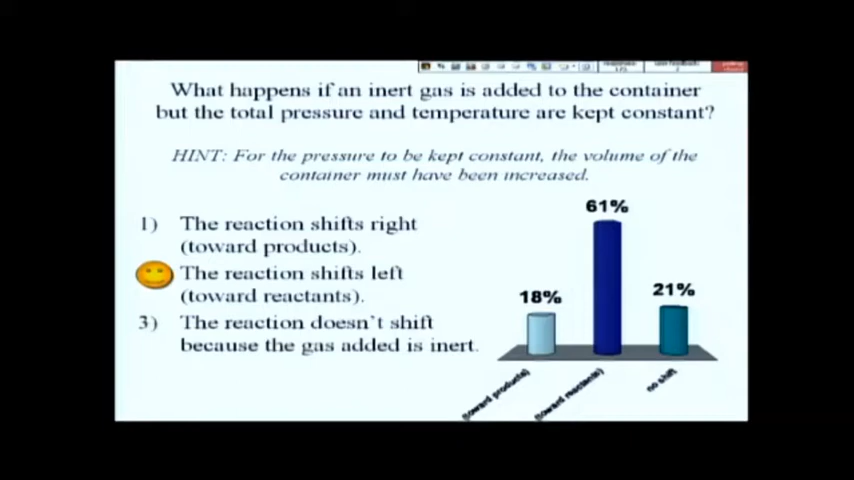 What happens if an inert gas is added to the container
but the total pressure and temperature are kept constant?
HINT: For the pressure to be kept constant, the volume of the
container must have been increased.
1) The reaction shifts right
(toward products).
The reaction shifts left
(toward reactants).
3) The reaction doesn't shift
because the gas added is inert.
18%
61%
21%
(toward products)
(toward reactants)
no shift